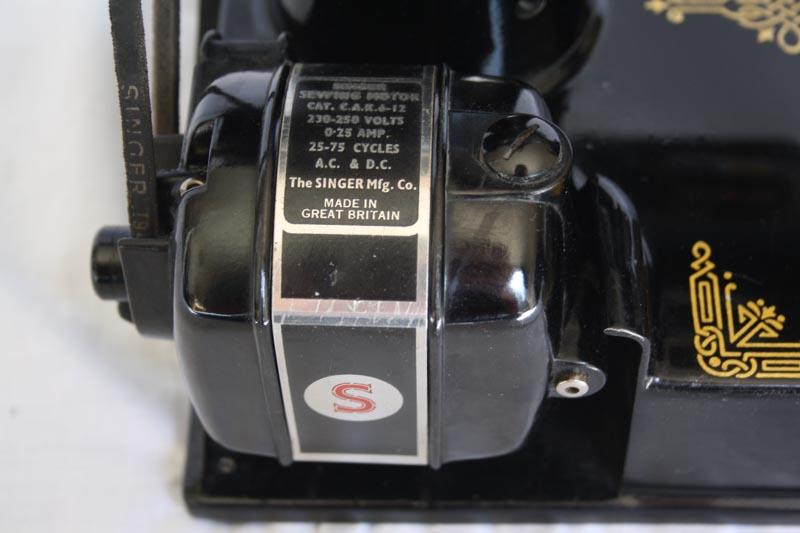 SINGER
SEWING MOTOR
CAT. C.A.K.6-12
230-250 VOLTS
0·25 AMP.
25-75 CYCLES
A.C. & D.C.
The SINGER Mfg. Co.
MADE IN
GREAT BRITAIN
S
SINGER